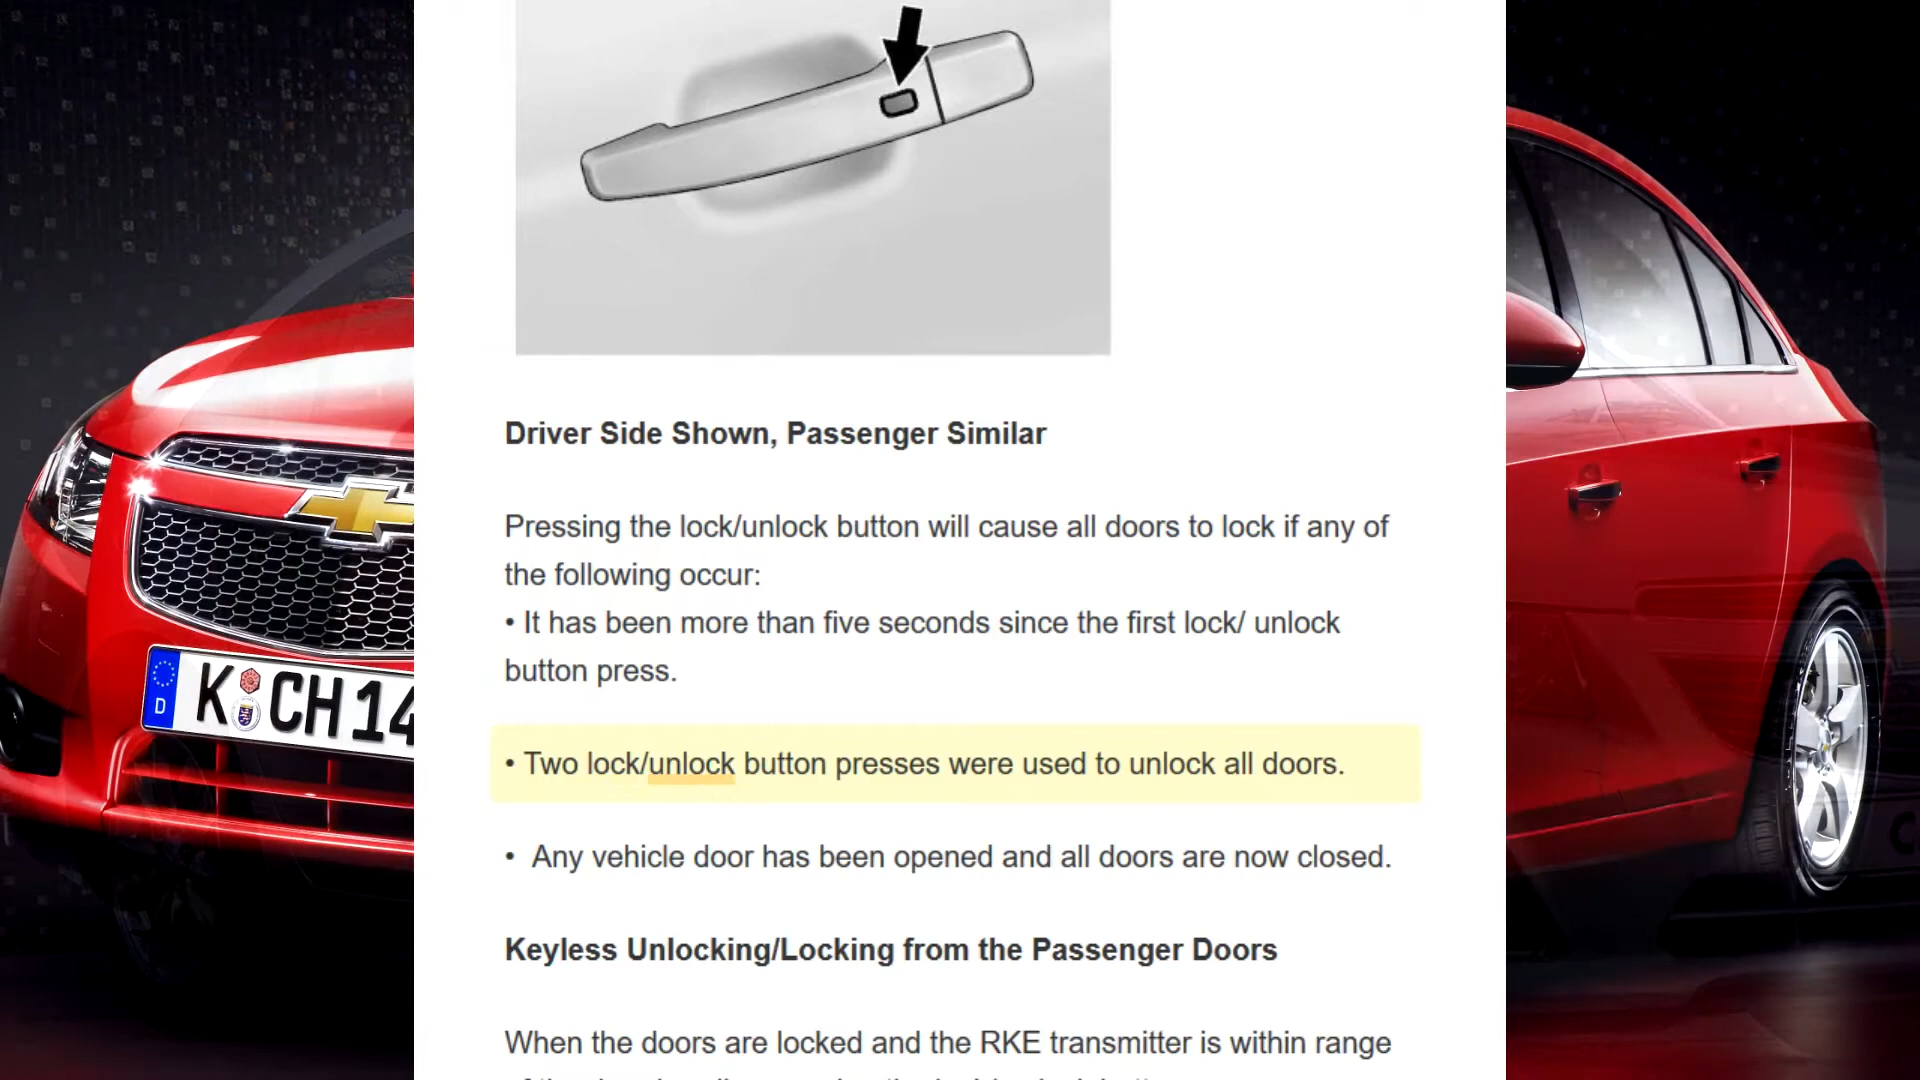 Driver Side Shown, Passenger Similar
Pressing the lock/unlock button will cause all doors to lock if any of
the following occur:
• It has been more than five seconds since the first lock/ unlock
button press.
• Two lock/unlock button presses were used to unlock all doors.
• Any vehicle door has been opened and all doors are now closed.
Keyless Unlocking/Locking from the Passenger Doors
When the doors are locked and the RKE transmitter is within range
D
K CH 14